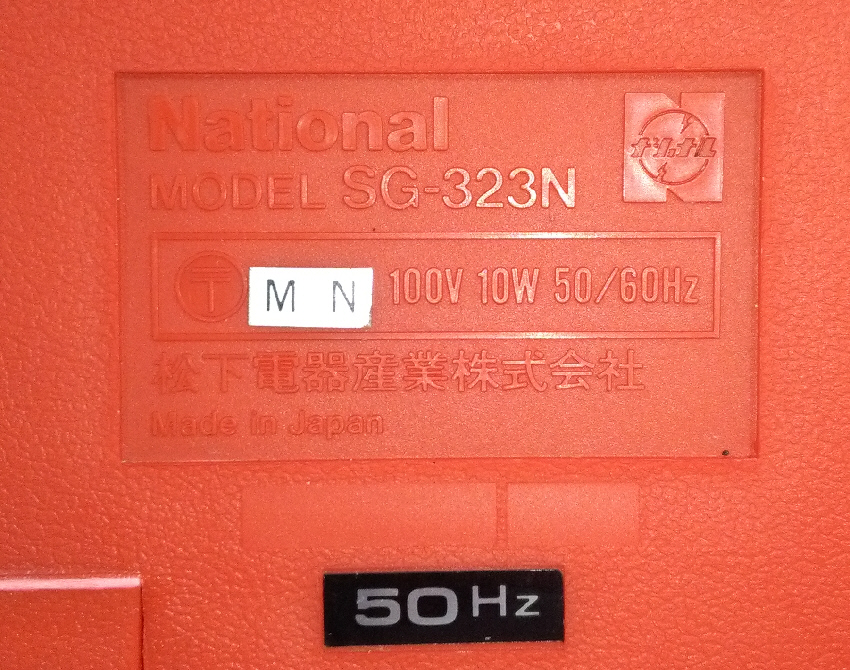 National
MODEL SG-323N
ナショナル
〒 M N 100V 10W 50/60Hz
松下電器産業株式会社
Made in Japan
50Hz